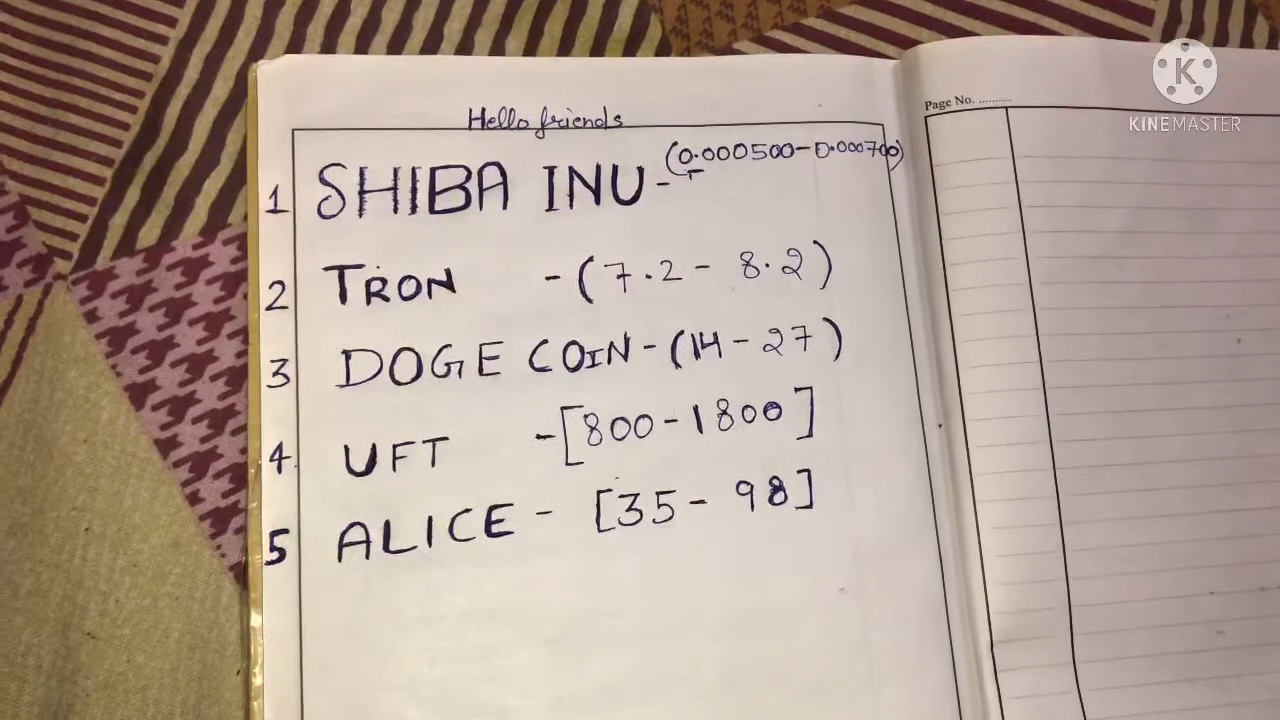 Hello friends
1 SHIBA INU - (0.000500-0.000700)
2 TRON - (7.2 - 8.2)
3 DOGE COIN - (14 - 27)
4. UFT - [800 - 1800]
5 ALICE - [35 - 98]
Page No. ..........
K
KINEMASTER